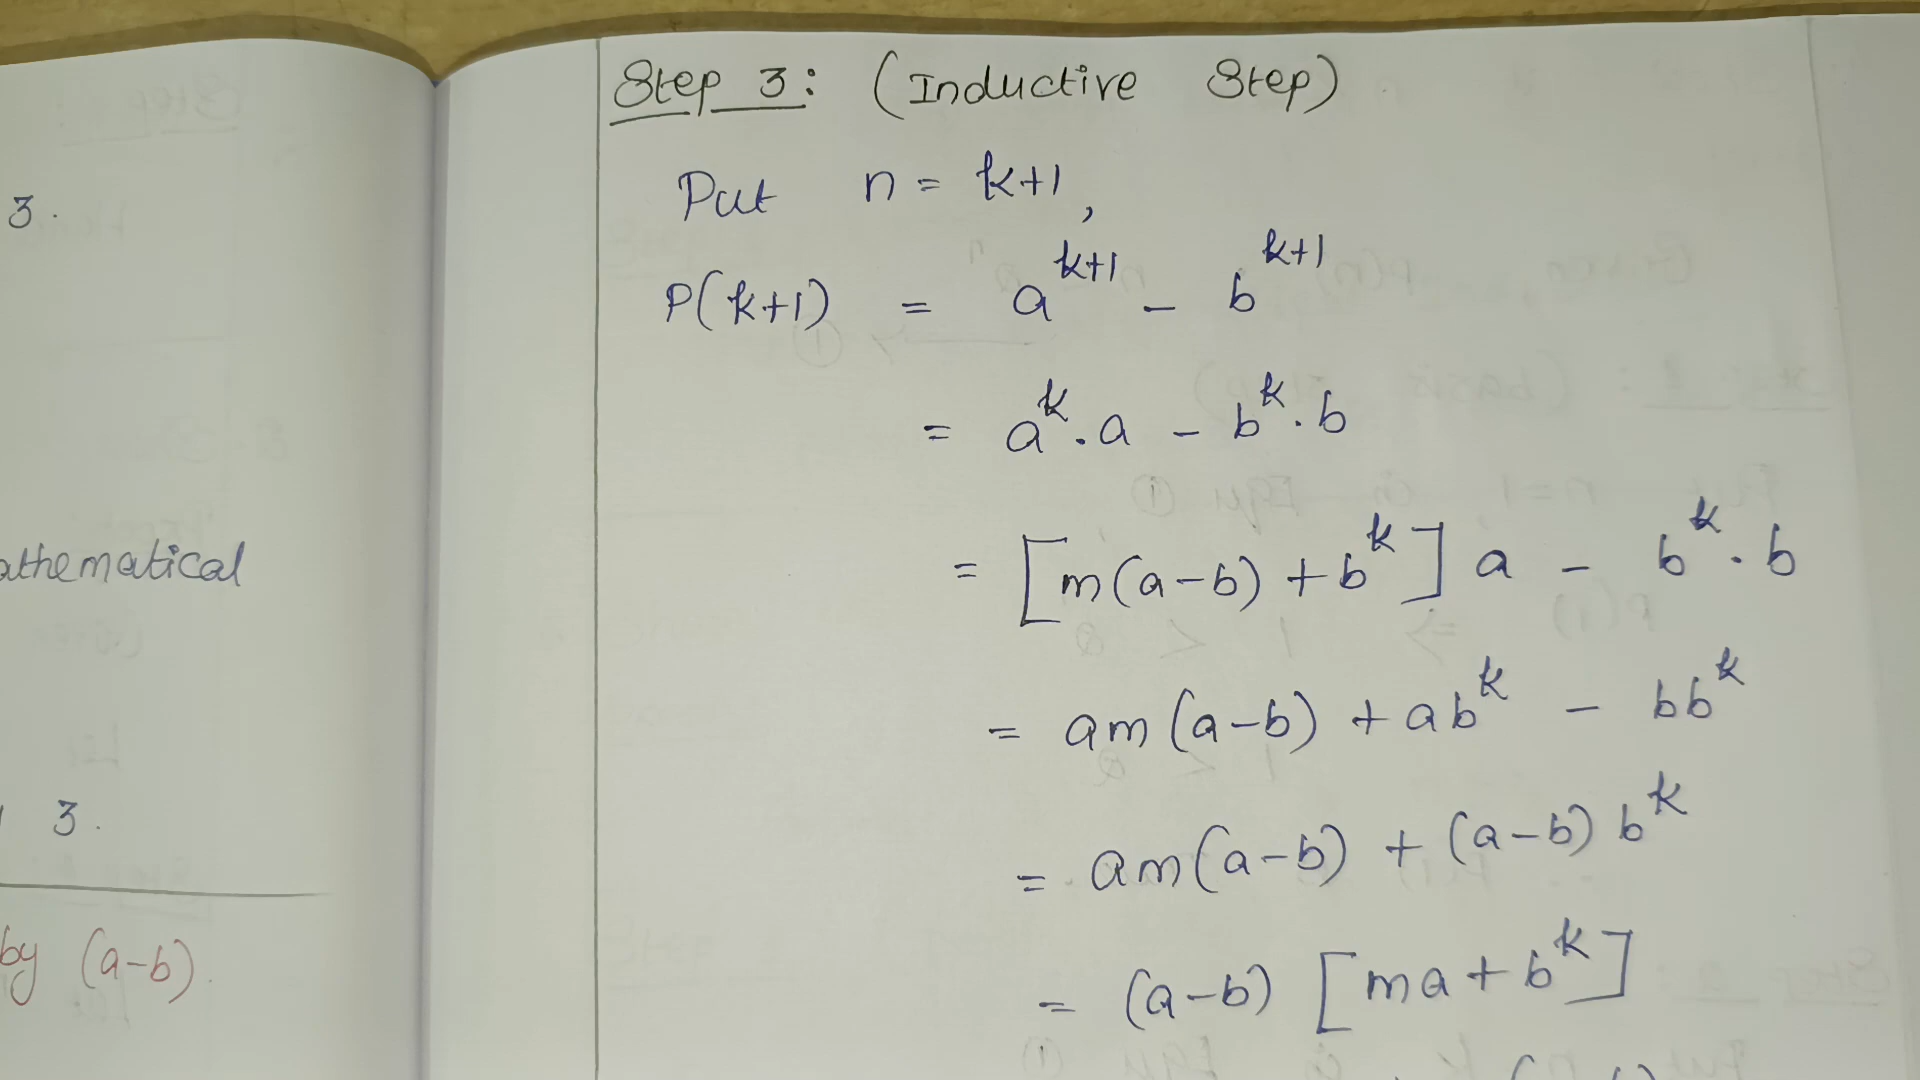 3.
athematical
3.
by (a-b).
Step 3: (Inductive Step)
Put n = k+1,
P(k+1) = a^{k+1} - b^{k+1}
= a^k . a - b^k . b
= [m(a-b) + b^k] a - b^k . b
= am (a-b) + ab^k - bb^k
= am(a-b) + (a-b) b^k
= (a-b) [ma + b^k]